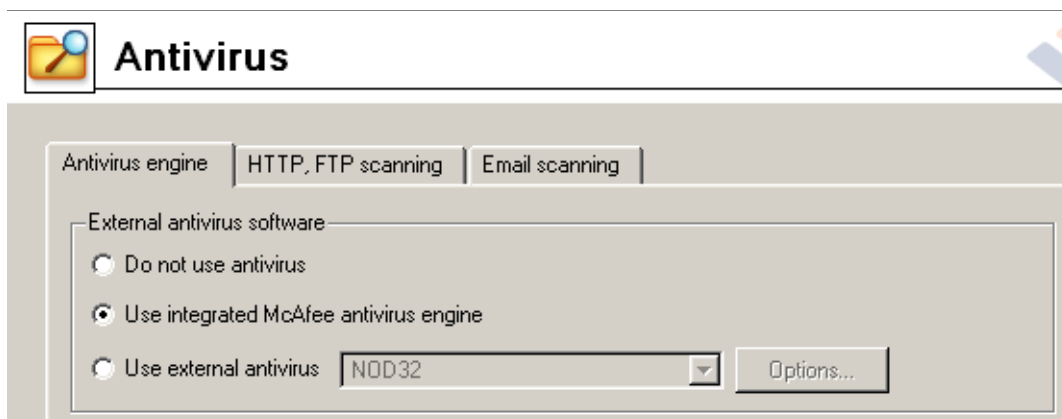 Antivirus
Antivirus engine HTTP, FTP scanning Email scanning
External antivirus software
Do not use antivirus
Use integrated McAfee antivirus engine
Use external antivirus NOD32 Options...